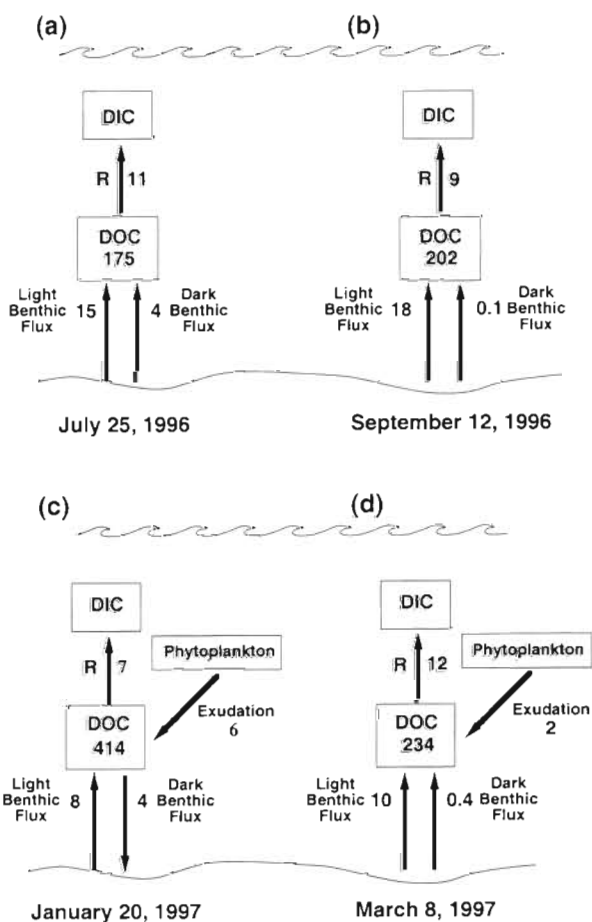 (a)
DIC
R 11
DOC
175
Light
Benthic
Flux
15
4
Dark
Benthic
Flux
July 25, 1996
(b)
DIC
R 9
DOC
202
Light
Benthic
Flux
18
0.1
Dark
Benthic
Flux
September 12, 1996
(c)
DIC
R 7
Phytoplankton
DOC
414
Exudation
6
Light
Benthic
Flux
8
4
Dark
Benthic
Flux
January 20, 1997
(d)
DIC
R 12
Phytoplankton
DOC
234
Exudation
2
Light
Benthic
Flux
10
0.4
Dark
Benthic
Flux
March 8, 1997